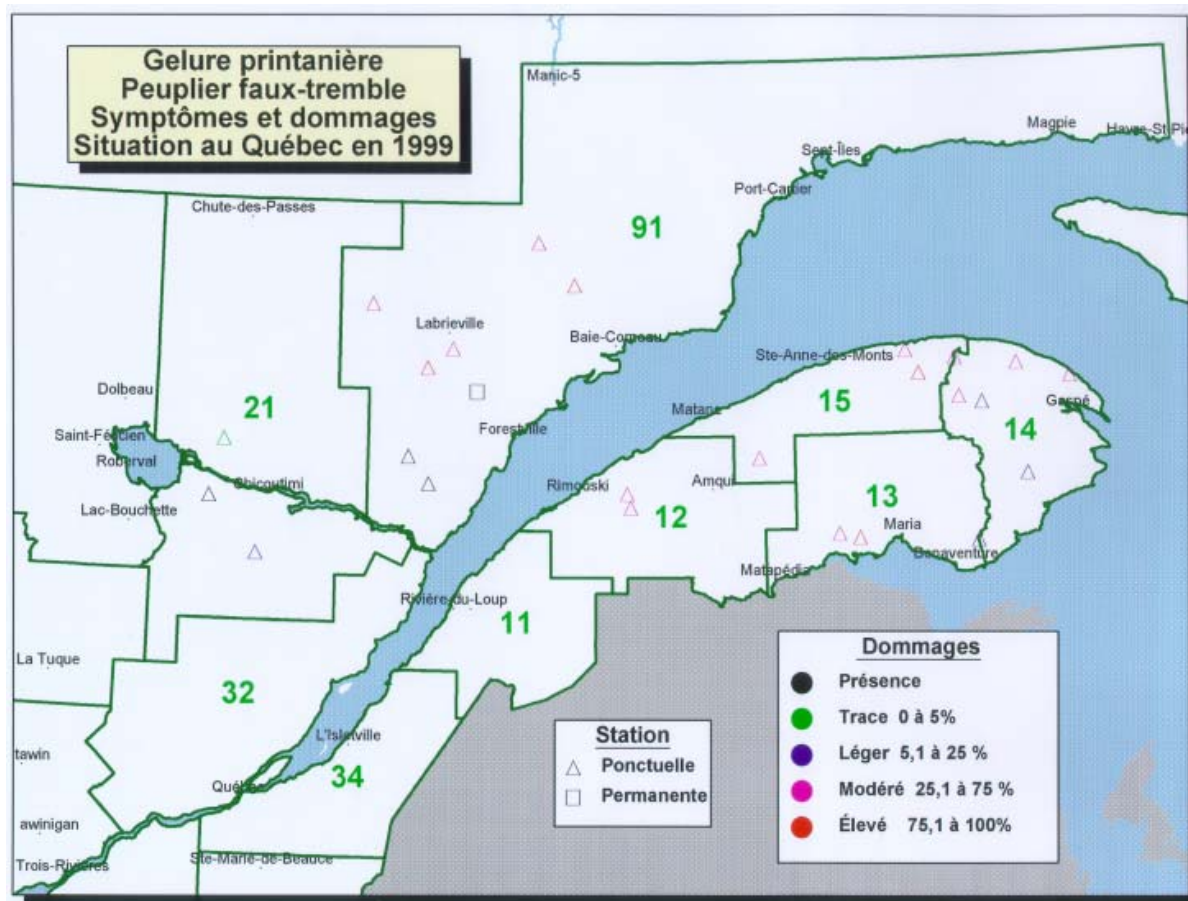 Gelure printanière
Peuplier faux-tremble
Symptômes et dommages
Situation au Québec en 1999
Manic-5
Magpie
Havre-St-Pie
Sept-Îles
Port-Cartier
Chute-des-Passes
91
Labrieville
Baie-Comeau
Ste-Anne-des-Monts
Dolbeau
21
15
Matane
Gaspé
Saint-Félicien
Forestville
14
Roberval
Chicoutimi
Rimouski
Amqui
13
Lac-Bouchette
12
Maria
Bonaventure
Matapédia
Rivière-du-Loup
11
La Tuque
32
L'Isletville
tawin
34
Québec
awinigan
Trois-Rivières
Ste-Marie-de-Beauce
Station
Ponctuelle
Permanente
Dommages
Présence
Trace 0 à 5%
Léger 5,1 à 25 %
Modéré 25,1 à 75 %
Élevé 75,1 à 100%